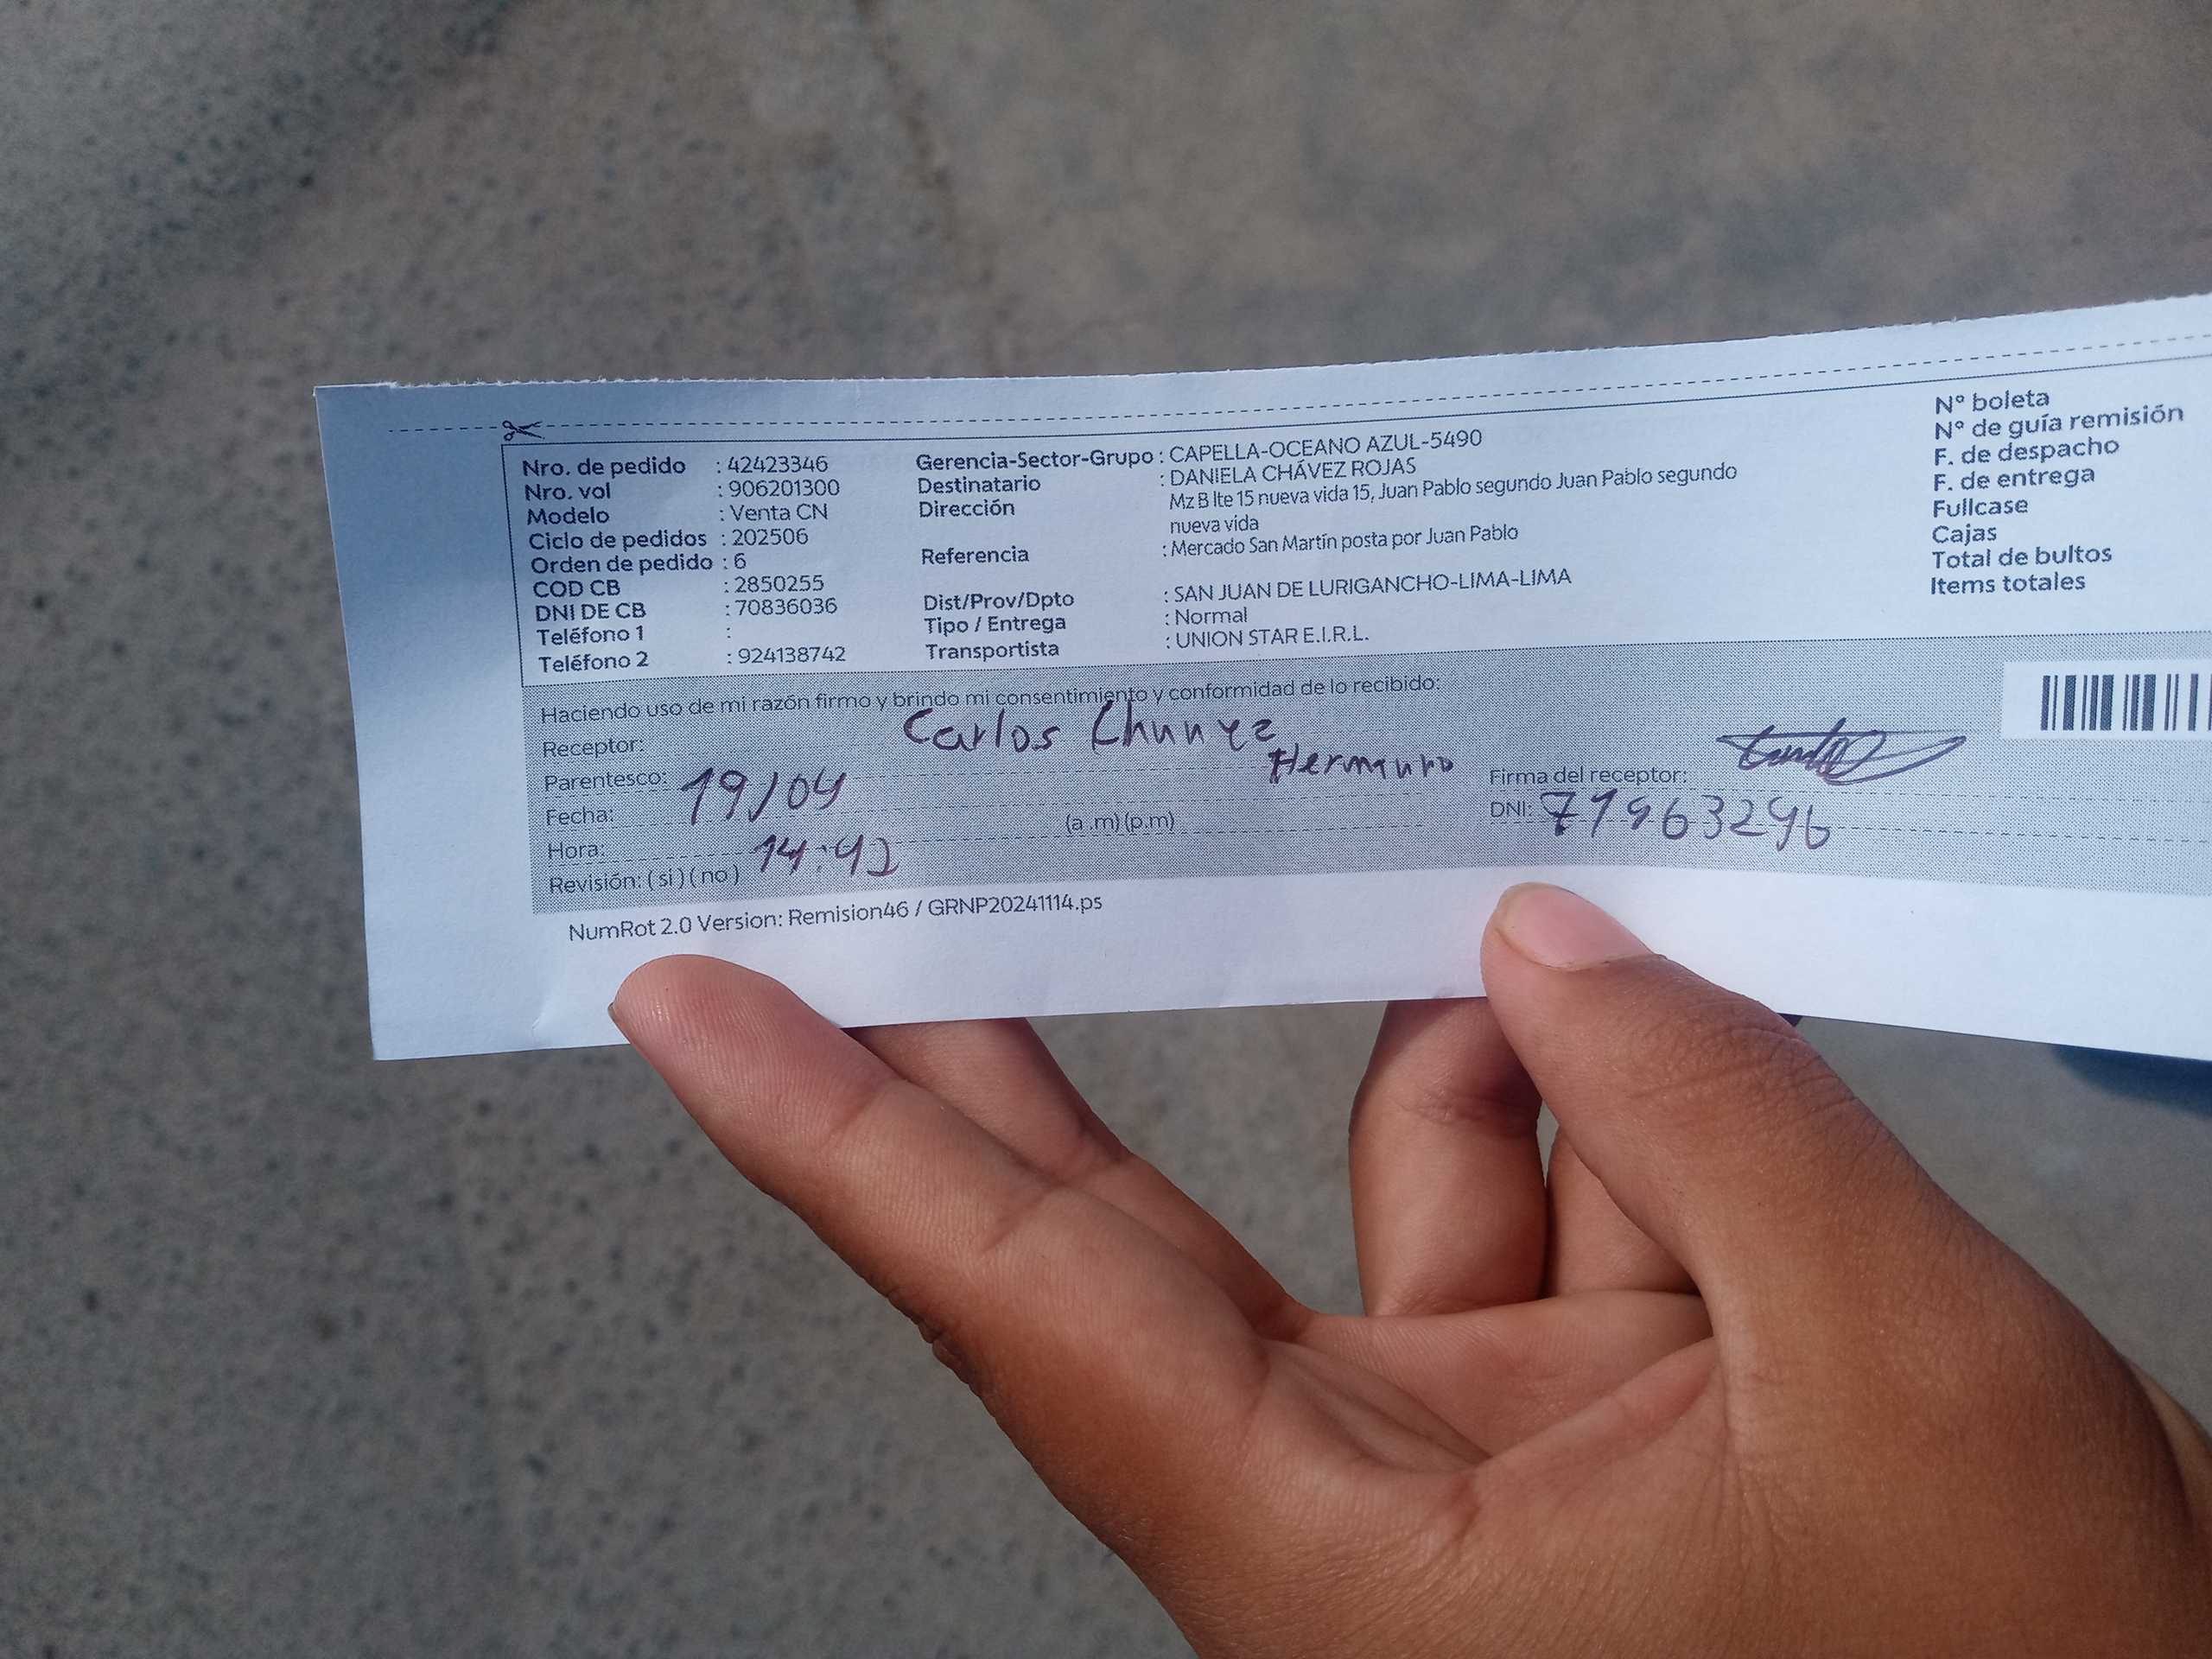 Nro. de pedido : 42423346
Nro. vol : 906201300
Modelo : Venta CN
Ciclo de pedidos : 202506
Orden de pedido : 6
COD CB : 2850255
DNI DE CB : 70836036
Teléfono 1 :
Teléfono 2 : 924138742
Gerencia-Sector-Grupo : CAPELLA-OCEANO AZUL-5490
Destinatario : DANIELA CHÁVEZ ROJAS
Dirección Mz B lte 15 nueva vida 15, Juan Pablo segundo Juan Pablo segundo
nueva vida
Referencia : Mercado San Martín posta por Juan Pablo
Dist/Prov/Dpto : SAN JUAN DE LURIGANCHO-LIMA-LIMA
Tipo / Entrega : Normal
Transportista : UNION STAR E.I.R.L.
N° boleta
N° de guía remisión
F. de despacho
F. de entrega
Fullcase
Cajas
Total de bultos
Items totales
Haciendo uso de mi razón firmo y brindo mi consentimiento y conformidad de lo recibido:
Receptor: Carlos
Parentesco:
Firma del receptor:
Fecha: 19/04 (a .m) (p.m)
DNI:
Hora: 14:42
Revisión: ( si ) ( no )
NumRot 2.0 Version: Remision46 / GRNP20241114.ps